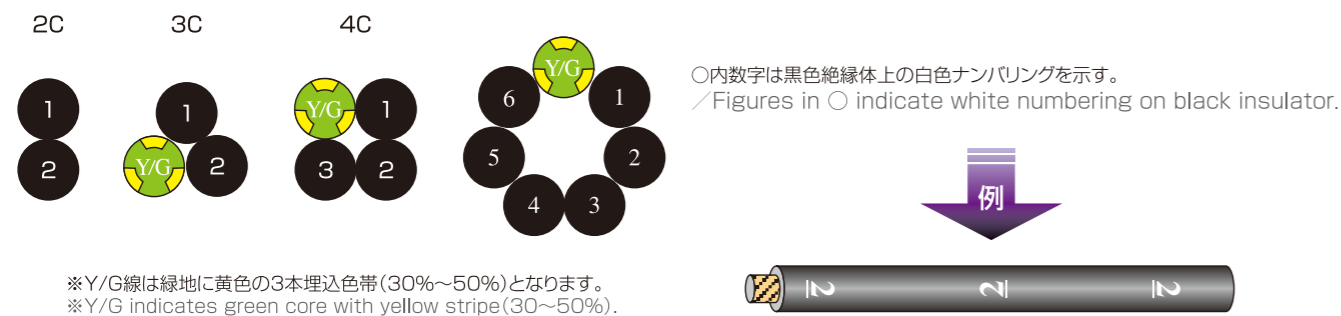 2C
3C
4C
1
2
1
Y/G
2
Y/G
1
3
2
Y/G
6
1
5
2
4
3
○内数字は黒色絶縁体上の白色ナンバリングを示す。
／Figures in ○ indicate white numbering on black insulator.
例
※Y/G線は緑地に黄色の3本埋込色帯（30%～50%）となります。
※Y/G indicates green core with yellow stripe(30～50%).
2
2
2